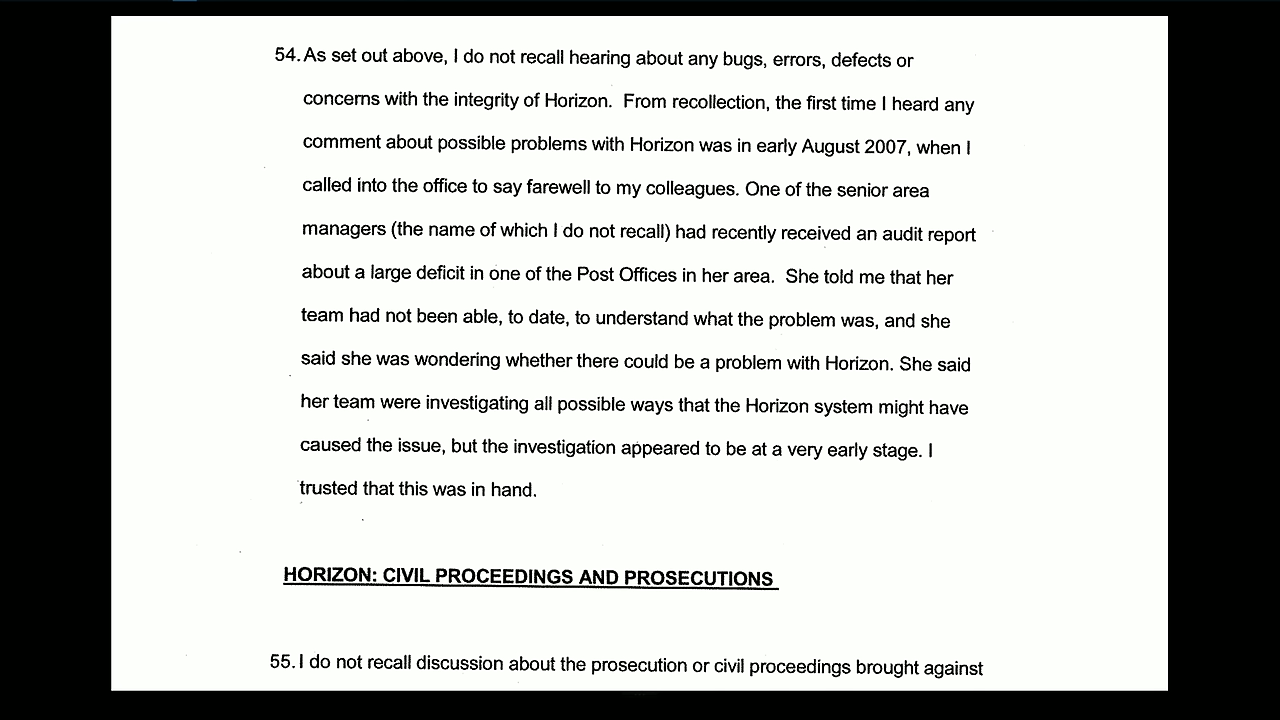 54. As set out above, I do not recall hearing about any bugs, errors, defects or
concerns with the integrity of Horizon. From recollection, the first time I heard any
comment about possible problems with Horizon was in early August 2007, when I
called into the office to say farewell to my colleagues. One of the senior area
managers (the name of which I do not recall) had recently received an audit report
about a large deficit in one of the Post Offices in her area. She told me that her
team had not been able, to date, to understand what the problem was, and she
said she was wondering whether there could be a problem with Horizon. She said
her team were investigating all possible ways that the Horizon system might have
caused the issue, but the investigation appeared to be at a very early stage. I
trusted that this was in hand.
HORIZON: CIVIL PROCEEDINGS AND PROSECUTIONS
55. I do not recall discussion about the prosecution or civil proceedings brought against